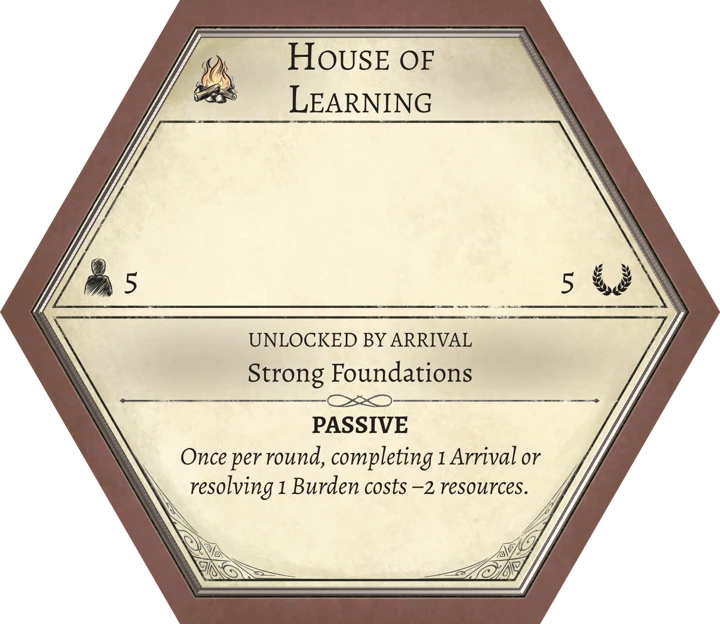 House of
Learning
5
5
UNLOCKED BY ARRIVAL
Strong Foundations
PASSIVE
Once per round, completing 1 Arrival or
resolving 1 Burden costs –2 resources.